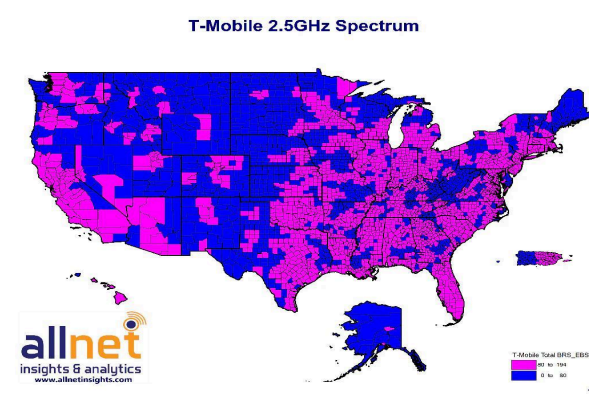 T-Mobile 2.5GHz Spectrum
allnet
insights & analytics
www.allnetinsights.com
T-Mobile Total BRS_EBS
80 to 194
0 to 80